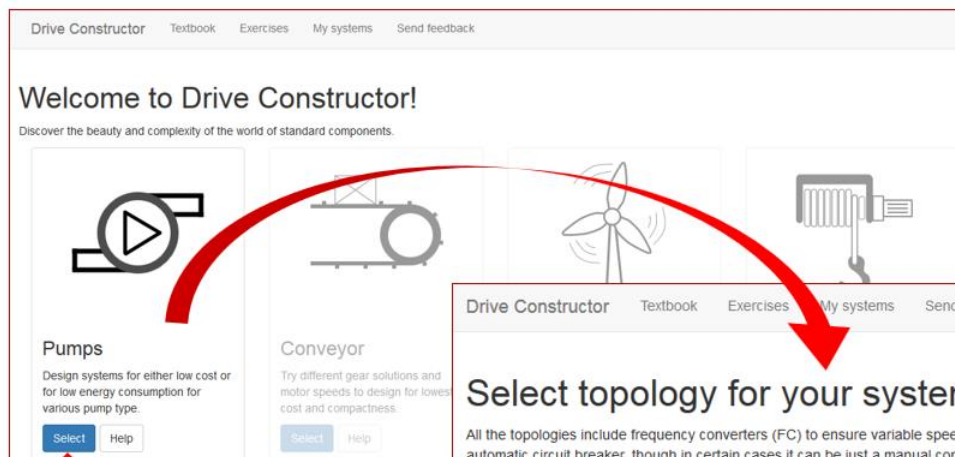 Drive Constructor Textbook Exercises My systems Send feedback
Welcome to Drive Constructor!
Discover the beauty and complexity of the world of standard components.
Pumps
Design systems for either low cost or
for low energy consumption for
various pump type.
Select Help
Conveyor
Try different gear solutions and
motor speeds to design for lowest
cost and compactness.
Select Help
Drive Constructor Textbook Exercises My systems Send
Select topology for your system
All the topologies include frequency converters (FC) to ensure variable spee
automatic circuit breaker, though in certain cases it can be just a manual con